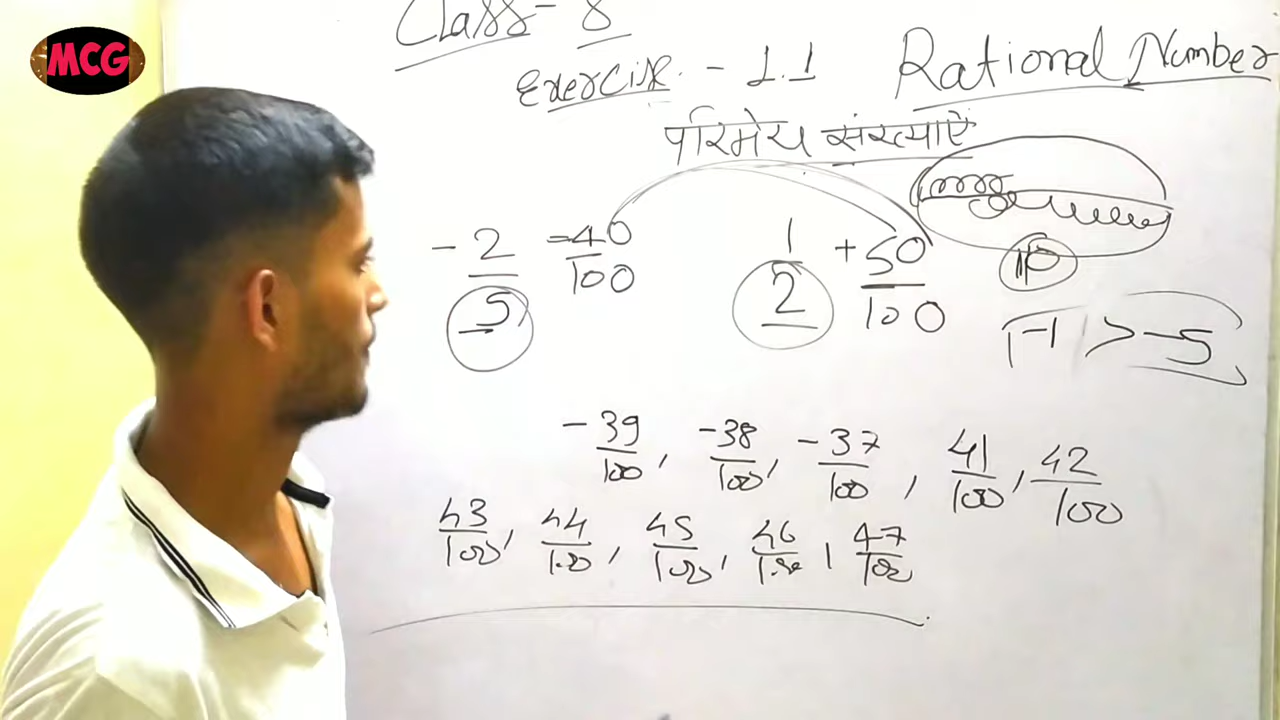 MCG
Class-8
Exercise - 1.1 Rational Number
परिमेय संख्याएँ
-2/5 = -40/100 1/2 +50/100
10
-1 > -5
-39/100, -38/100, -37/100, 41/100, 42/100
43/100, 44/100, 45/100, 46/100, 47/100